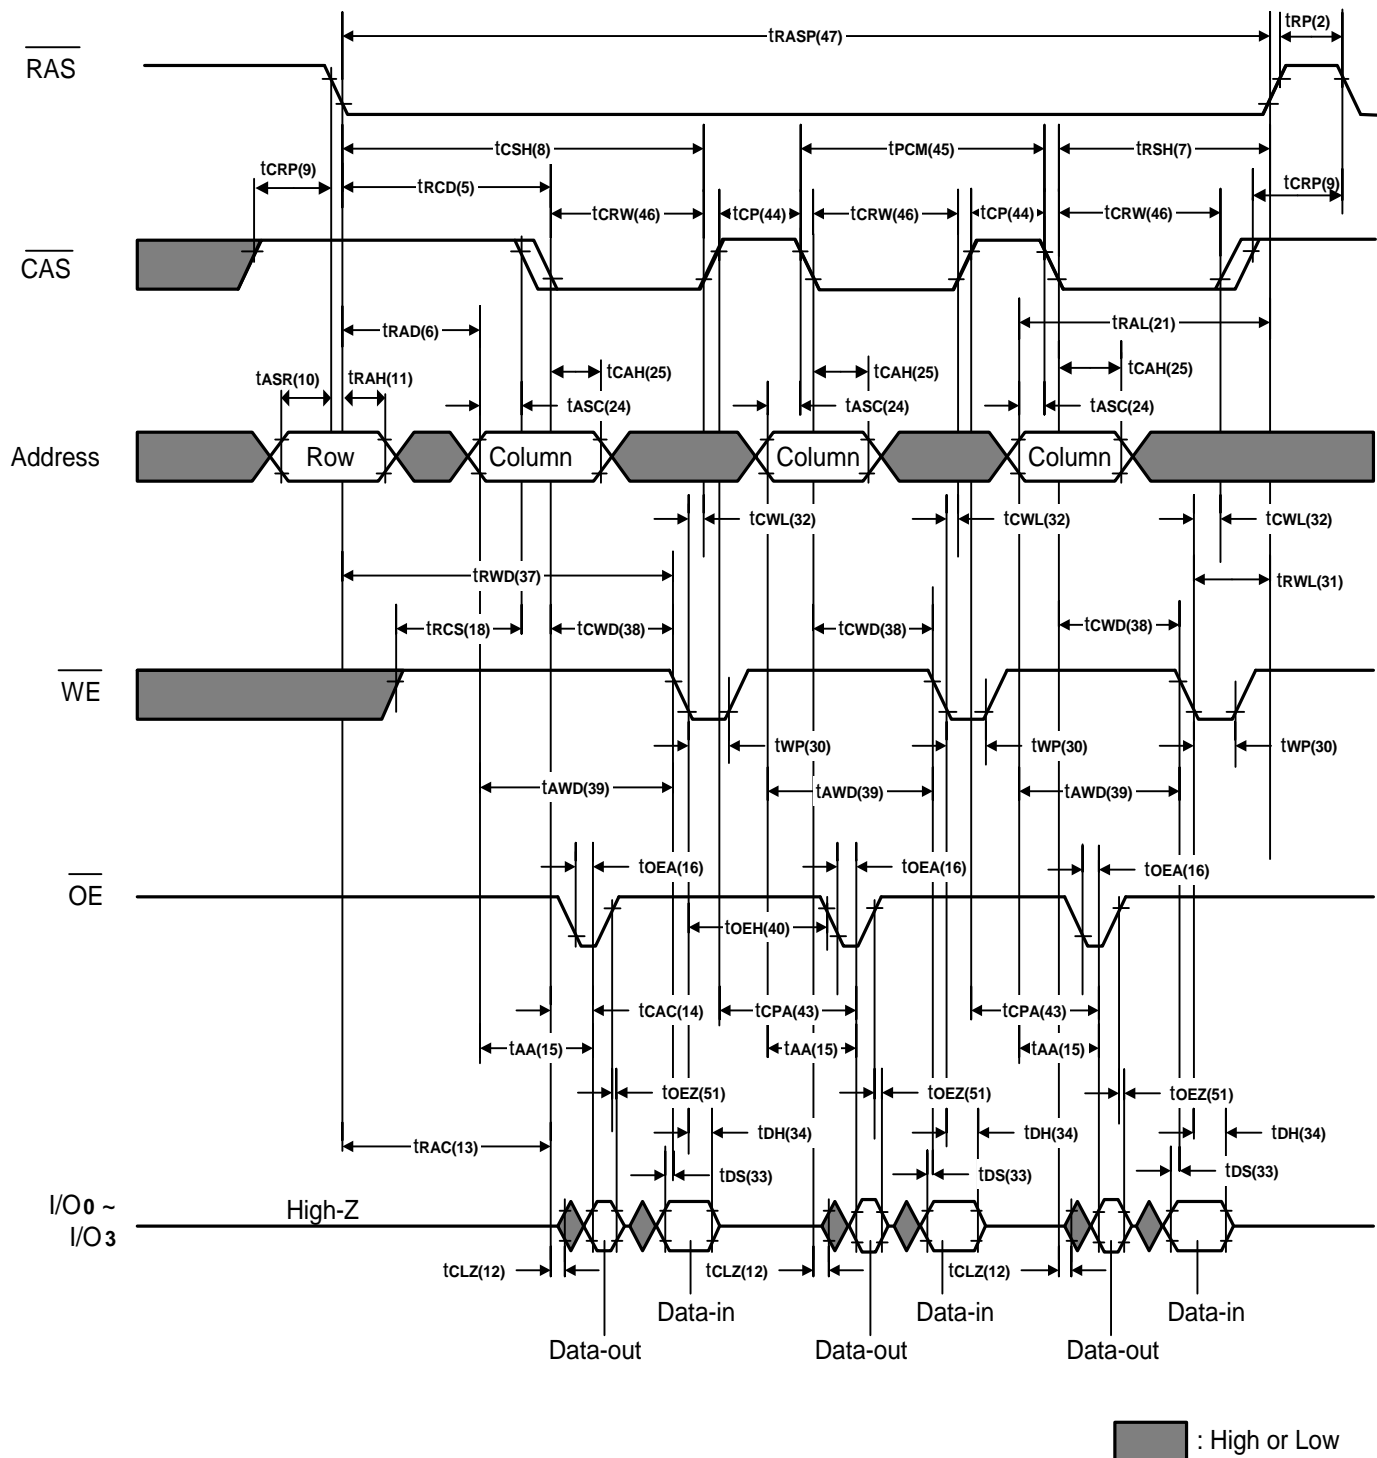 tRASP(47) tRP(2)
RAS
tCSH(8) tPCM(45) tRSH(7)
tCRP(9) tRCD(5) tCRP(9)
tCRW(46) tCP(44) tCRW(46) tCP(44) tCRW(46)
CAS
tRAD(6) tRAL(21)
tASR(10) tRAH(11) tCAH(25) tCAH(25) tCAH(25)
tASC(24) tASC(24) tASC(24)
Address Row Column Column Column
tCWL(32) tCWL(32) tCWL(32)
tRWD(37) tRWL(31)
tRCS(18) tCWD(38) tCWD(38) tCWD(38)
WE
tWP(30) tWP(30) tWP(30)
tAWD(39) tAWD(39) tAWD(39)
tOEA(16) tOEA(16) tOEA(16)
OE
tOEH(40)
tCAC(14) tCPA(43) tCPA(43)
tAA(15) tAA(15) tAA(15)
tOEZ(51) tOEZ(51) tOEZ(51)
tRAC(13) tDH(34) tDH(34) tDH(34)
tDS(33) tDS(33) tDS(33)
I/O0 ~
I/O3
High-Z
tCLZ(12) tCLZ(12) tCLZ(12)
Data-in Data-in Data-in
Data-out Data-out Data-out
: High or Low